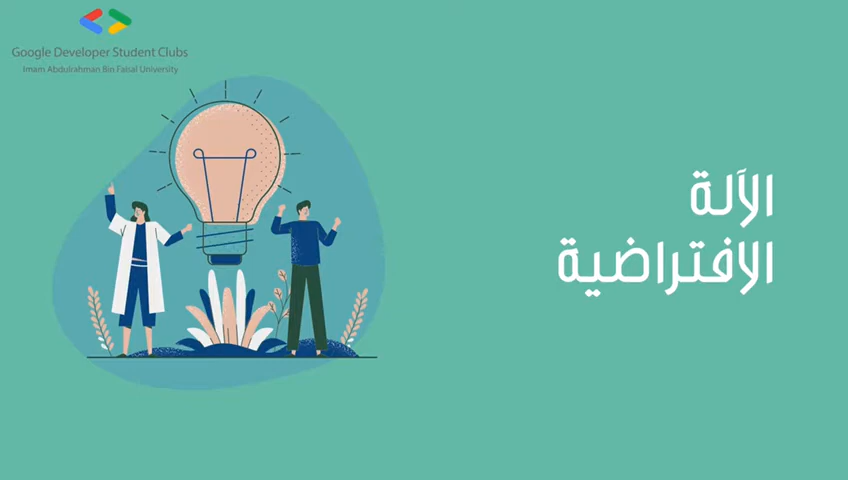 Google Developer Student Clubs
Imam Abdulrahman Bin Faisal University
الآلة
الافتراضية